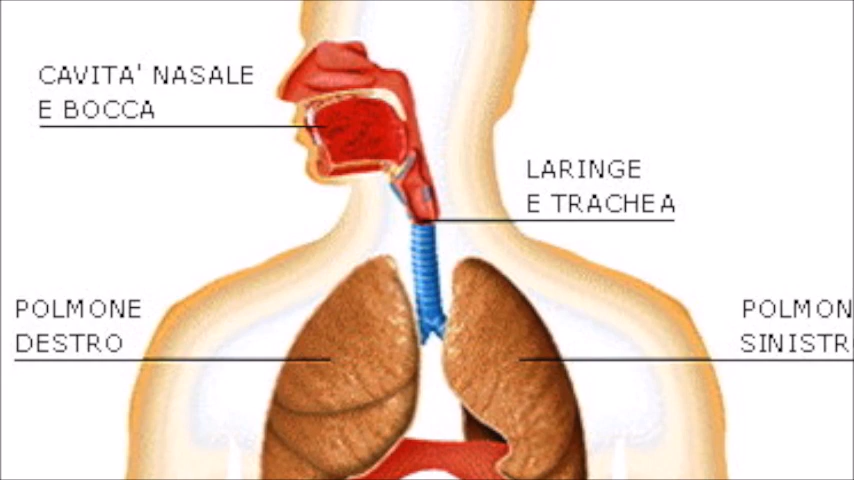 CAVITA' NASALE
E BOCCA
LARINGE
E TRACHEA
POLMONE
DESTRO
POLMON
SINISTR